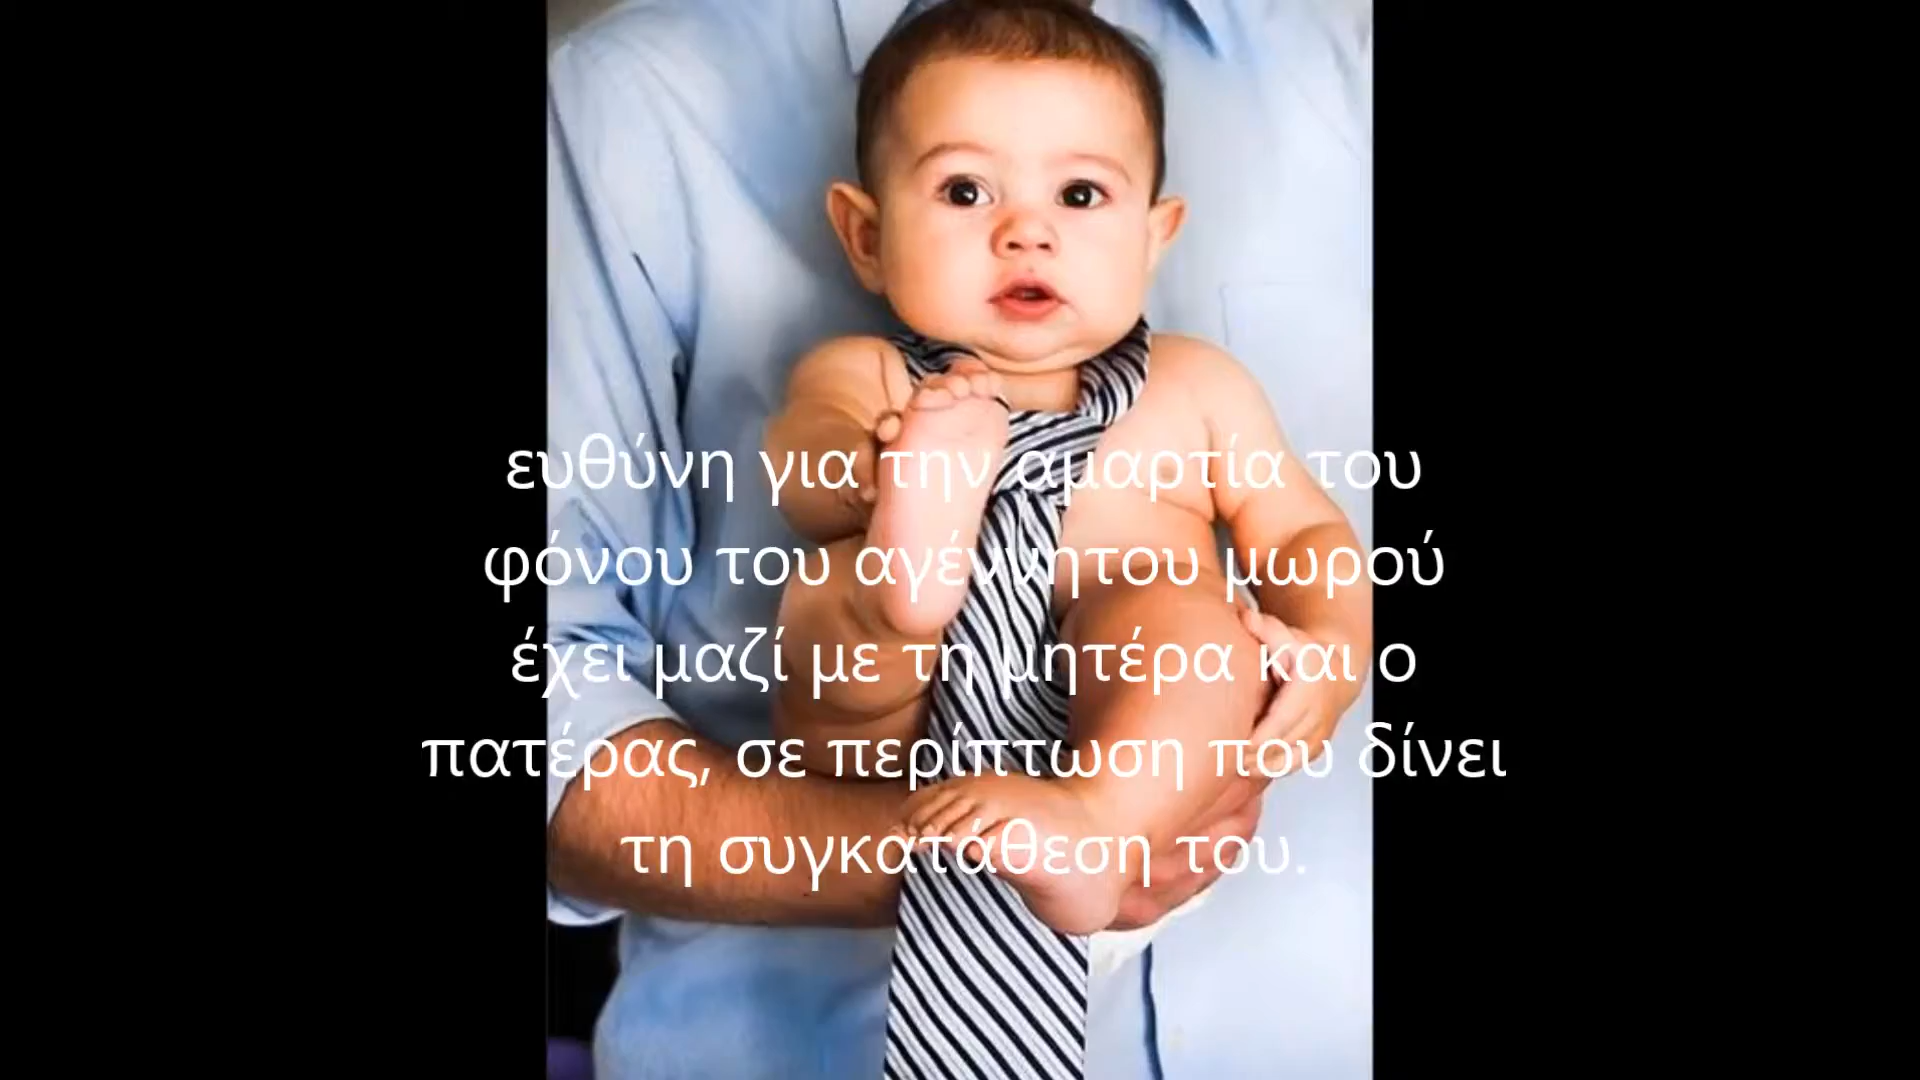 ευθύνη για την αμαρτία του
φόνου του αγέννητου μωρού
έχει μαζί με τη μητέρα και ο
πατέρας, σε περίπτωση που δίνει
τη συγκατάθεση του.